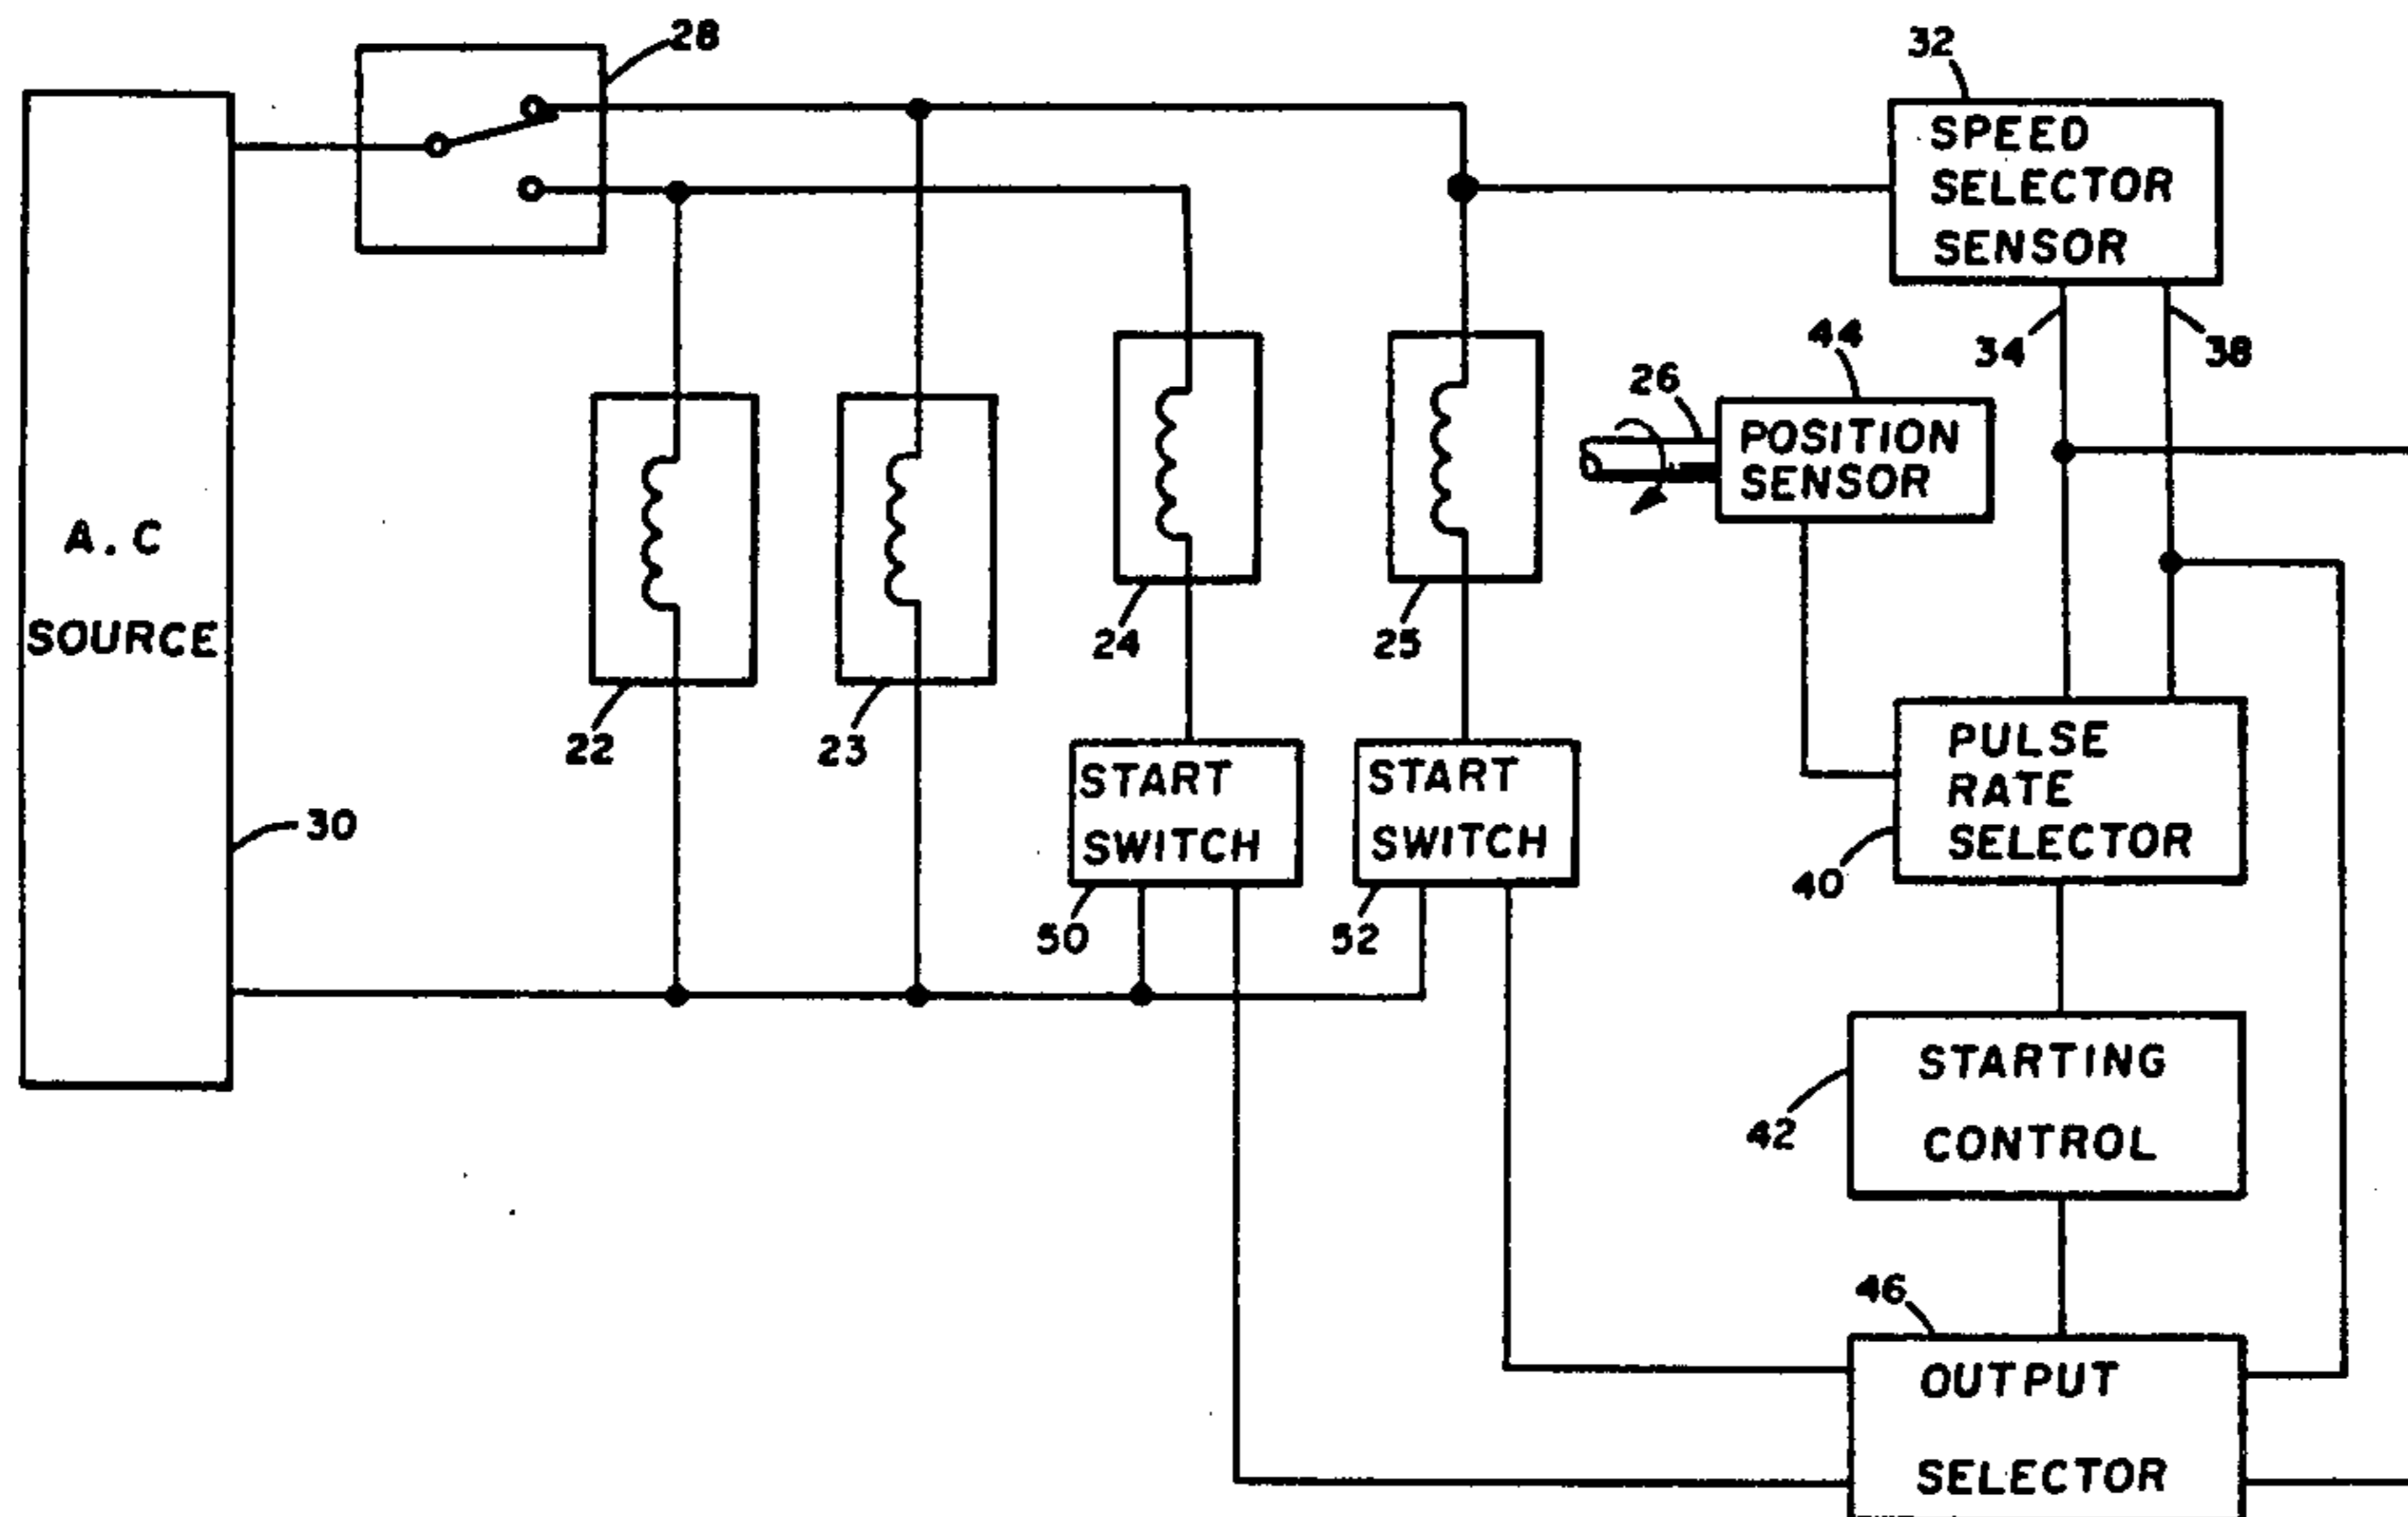 28
32
SPEED
SELECTOR
SENSOR
34
38
44
26
POSITION
SENSOR
A.C
SOURCE
30
22
23
24
25
START
SWITCH
50
START
SWITCH
52
PULSE
RATE
SELECTOR
40
STARTING
CONTROL
42
46
OUTPUT
SELECTOR